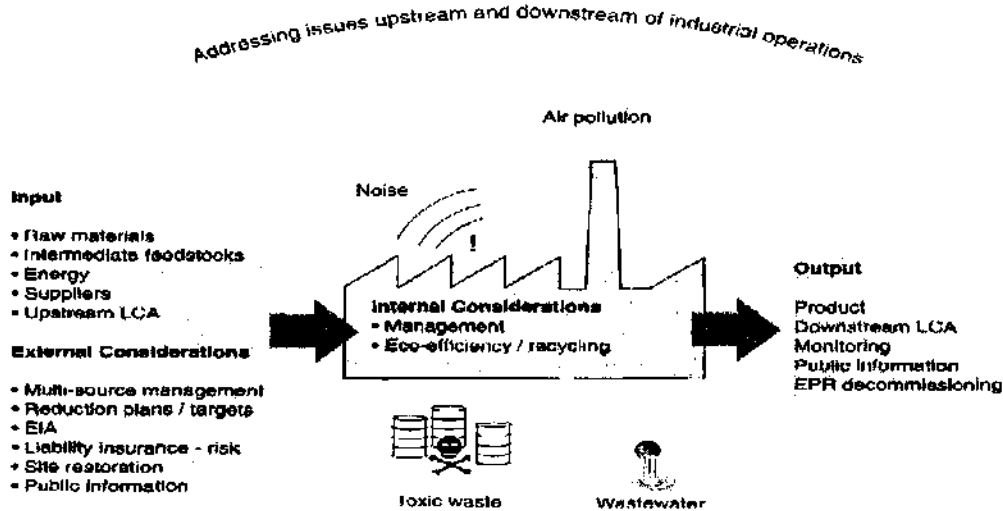 Addressing issues upstream and downstream of industrial operations
Air pollution
Noise
!
Input
• Raw materials
• Intermediate feedstocks
• Energy
• Suppliers
• Upstream LCA
External Considerations
• Multi-source management
• Reduction plans / targets
• EIA
• Liability insurance - risk
• Site restoration
• Public information
Internal Considerations
• Management
• Eco-efficiency / recycling
Output
Product
Downstream LCA
Monitoring
Public information
EPR decommissioning
Toxic waste
Wastewater